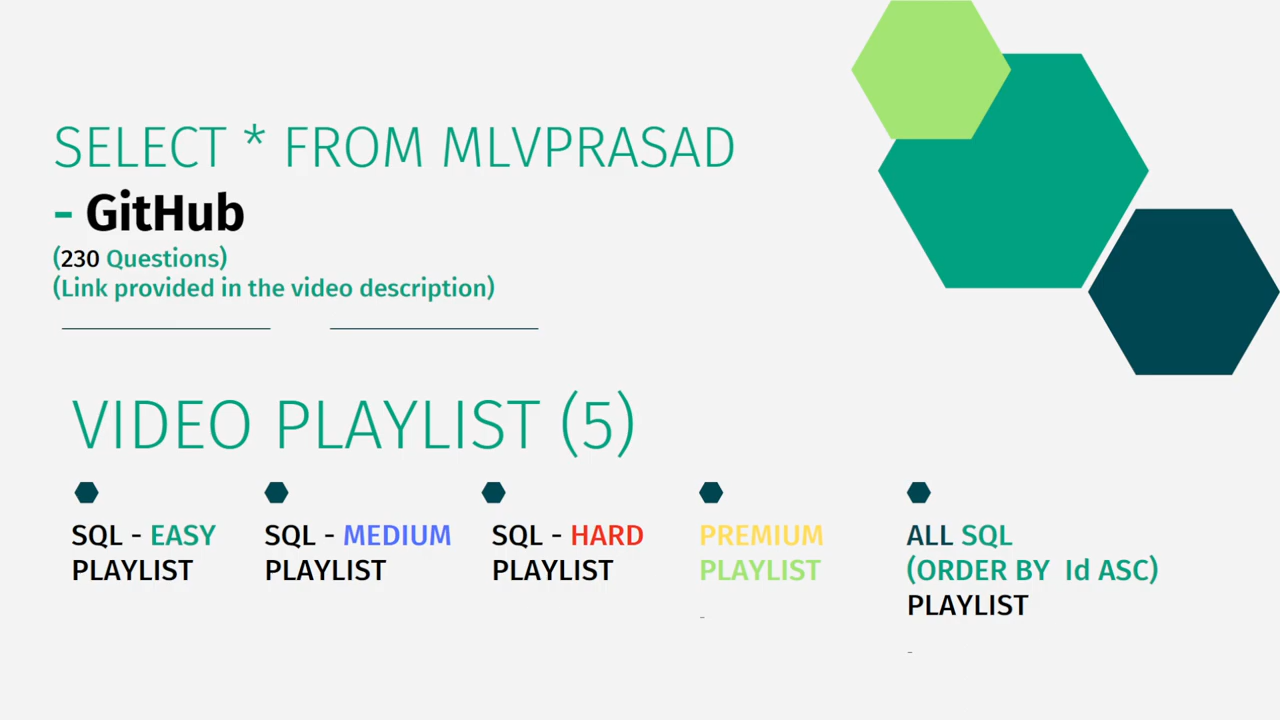 SELECT * FROM MLVPRASAD
- GitHub
(230 Questions)
(Link provided in the video description)
VIDEO PLAYLIST (5)
SQL - EASY
PLAYLIST
SQL - MEDIUM
PLAYLIST
SQL - HARD
PLAYLIST
PREMIUM
PLAYLIST
-
ALL SQL
(ORDER BY Id ASC)
PLAYLIST
-